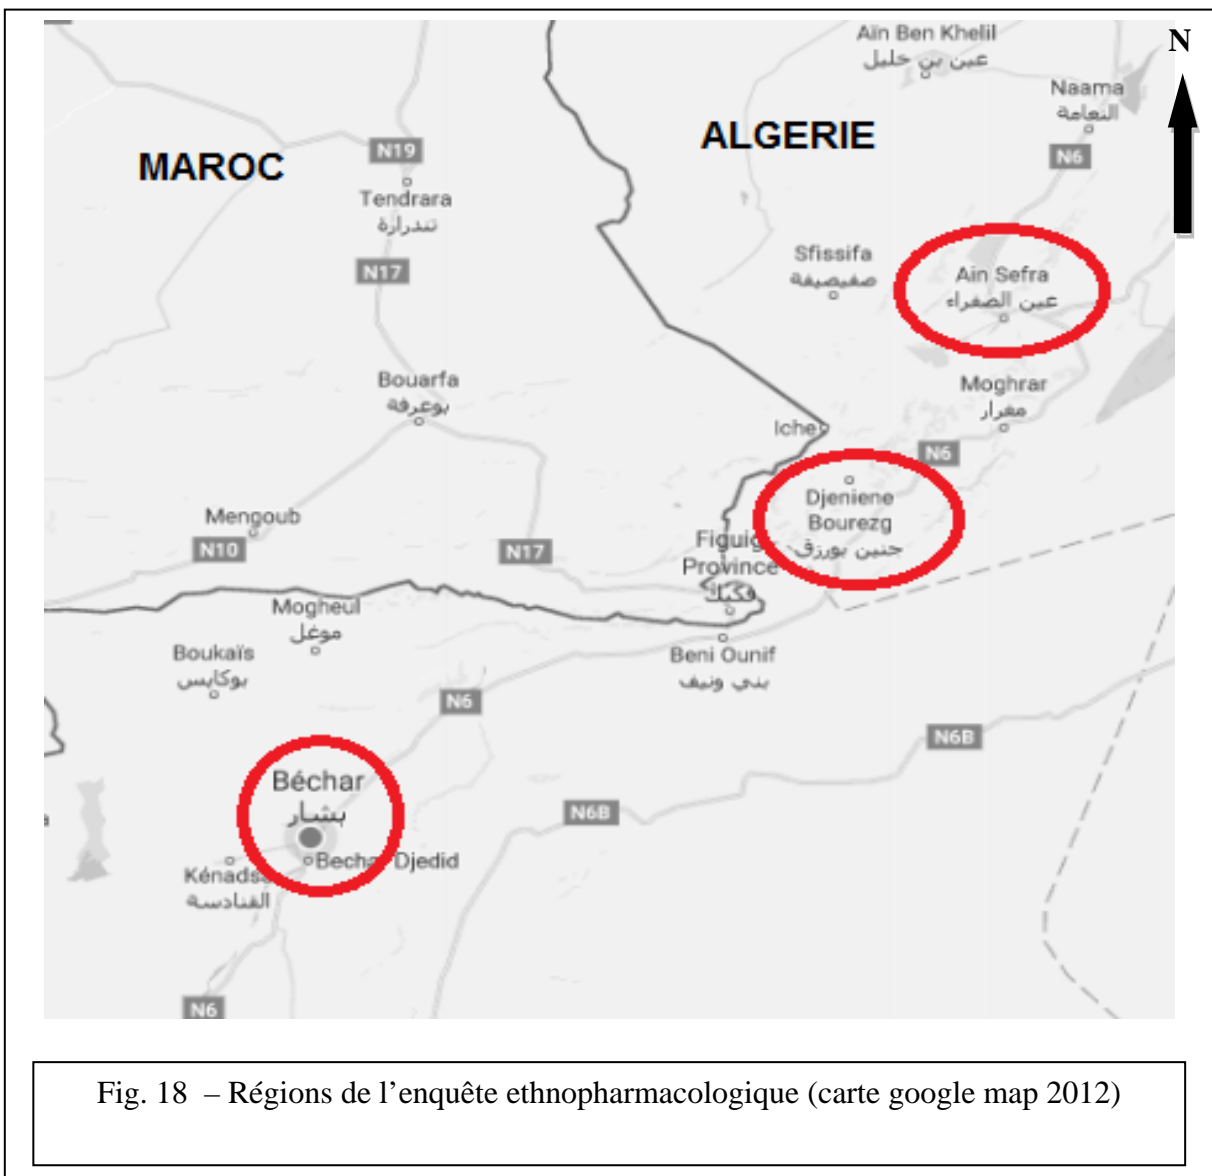 Aïn Ben Khelil
عين بن خليل
N
Naama
النعامة
ALGERIE
MAROC
N19
N6
Tendrara
تندرارة
Sfissifa
صفيصيفة
N17
Ain Sefra
عين الصفراء
Bouarfa
بوعرفة
Moghrar
مغرار
Iche
N6
Djeniene
Bourezg
جنين بورزق
Mengoub
N10
N17
Figuig
Province
فكيك
Mogheul
موغل
Boukaïs
بوكايس
Beni Ounif
بني ونيف
N6
N6B
Béchar
بشار
N6B
Bechar Djedid
Kénadsa
القنادسة
N6
Fig. 18 – Régions de l’enquête ethnopharmacologique (carte google map 2012)